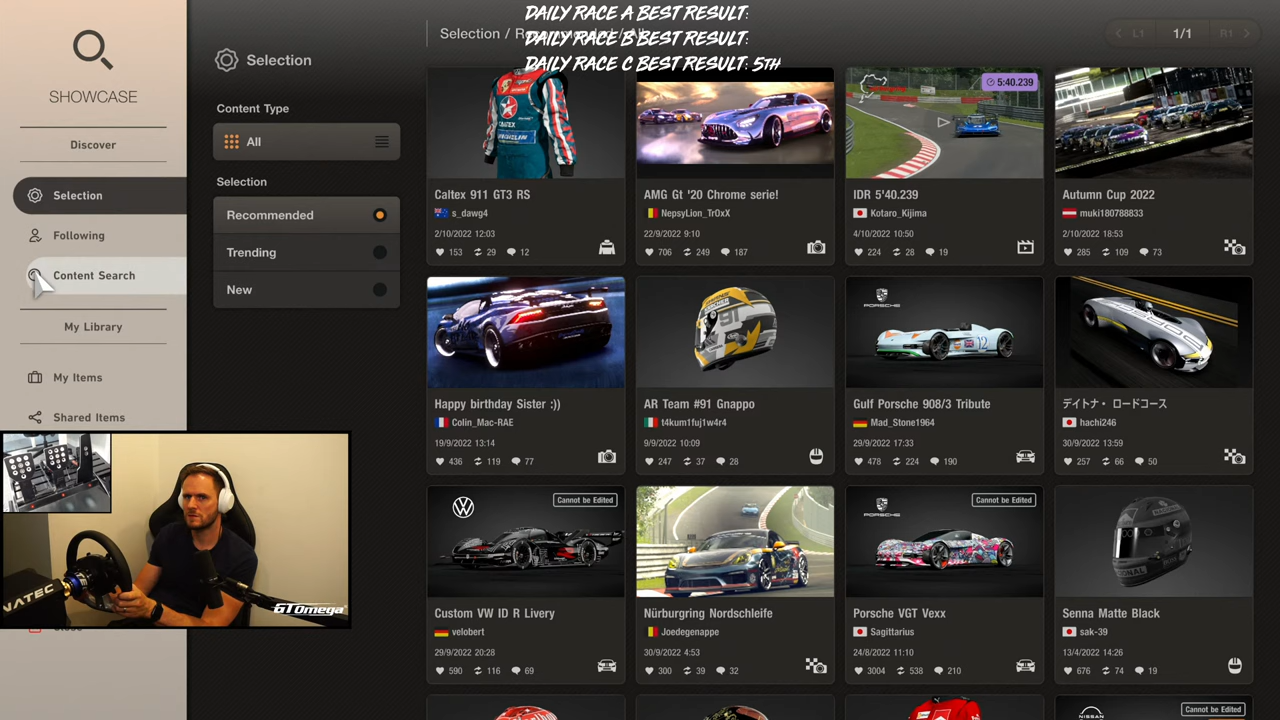 DAILY RACE A BEST RESULT:
DAILY RACE B BEST RESULT:
DAILY RACE C BEST RESULT: 5TH
SHOWCASE
Discover
Selection
Following
Content Search
My Library
My Items
Shared Items
Selection
Content Type
All
Selection
Recommended
Trending
New
Selection /
L1 1/1 R1
Caltex 911 GT3 RS
s_dawg4
2/10/2022 12:03
153 29 12
AMG Gt '20 Chrome serie!
NepsyLion_Tr0xX
22/9/2022 9:10
706 249 187
5:40.239
IDR 5'40.239
Kotaro_Kijima
4/10/2022 10:50
224 28 19
Autumn Cup 2022
muki180788833
2/10/2022 18:53
285 109 73
Happy birthday Sister :))
Colin_Mac-RAE
19/9/2022 13:14
436 119 77
AR Team #91 Gnappo
t4kum1fuj1w4r4
9/9/2022 10:09
247 37 28
PORSCHE
Gulf Porsche 908/3 Tribute
Mad_Stone1964
29/9/2022 17:33
478 224 190
デイトナ・ロードコース
hachi246
30/9/2022 13:59
257 66 50
Cannot be Edited
Custom VW ID R Livery
velobert
29/9/2022 20:28
590 116 69
Nürburgring Nordschleife
Joedegenappe
30/9/2022 4:53
300 39 32
PORSCHE
Cannot be Edited
Porsche VGT Vexx
Sagittarius
24/8/2022 11:10
3004 538 210
Senna Matte Black
sak-39
13/4/2022 14:26
676 74 19
Cannot be Edited
NATEC
GTOmega